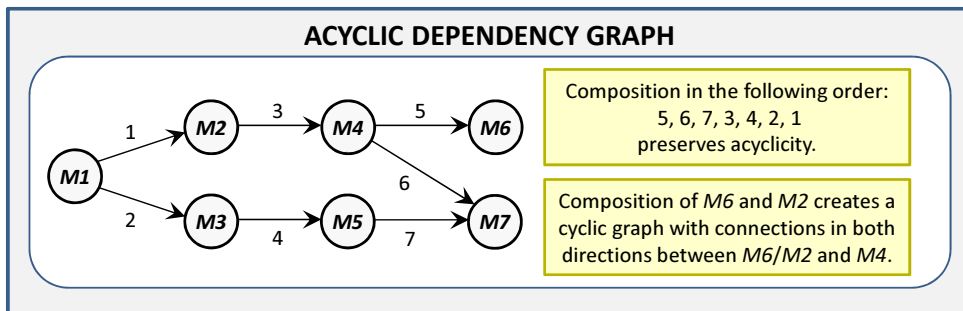 ACYCLIC DEPENDENCY GRAPH
M1
1
2
M2
3
M4
5
M6
6
M3
4
M5
7
M7
Composition in the following order:
5, 6, 7, 3, 4, 2, 1
preserves acyclicity.
Composition of M6 and M2 creates a
cyclic graph with connections in both
directions between M6/M2 and M4.